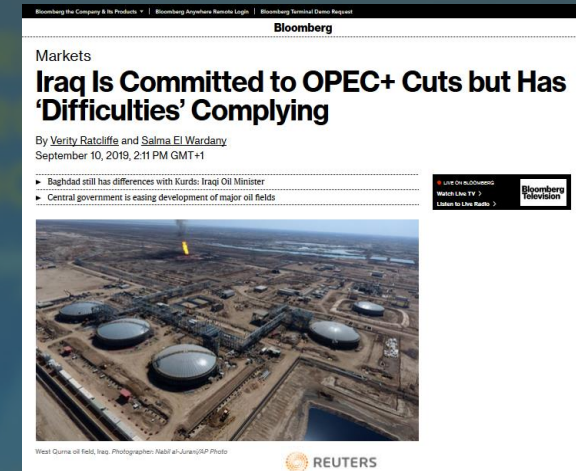 Bloomberg the Company & Its Products ▾ | Bloomberg Anywhere Remote Login | Bloomberg Terminal Demo Request
Bloomberg
Markets
Iraq Is Committed to OPEC+ Cuts but Has
‘Difficulties’ Complying
By Verity Ratcliffe and Salma El Wardany
September 10, 2019, 2:11 PM GMT+1
► Baghdad still has differences with Kurds: Iraqi Oil Minister
► Central government is easing development of major oil fields
LIVE ON BLOOMBERG
Watch Live TV >
Listen to Live Radio >
Bloomberg
Television
West Qurna oil field, Iraq. Photographer: Nabil al-Jurani/AP Photo
REUTERS